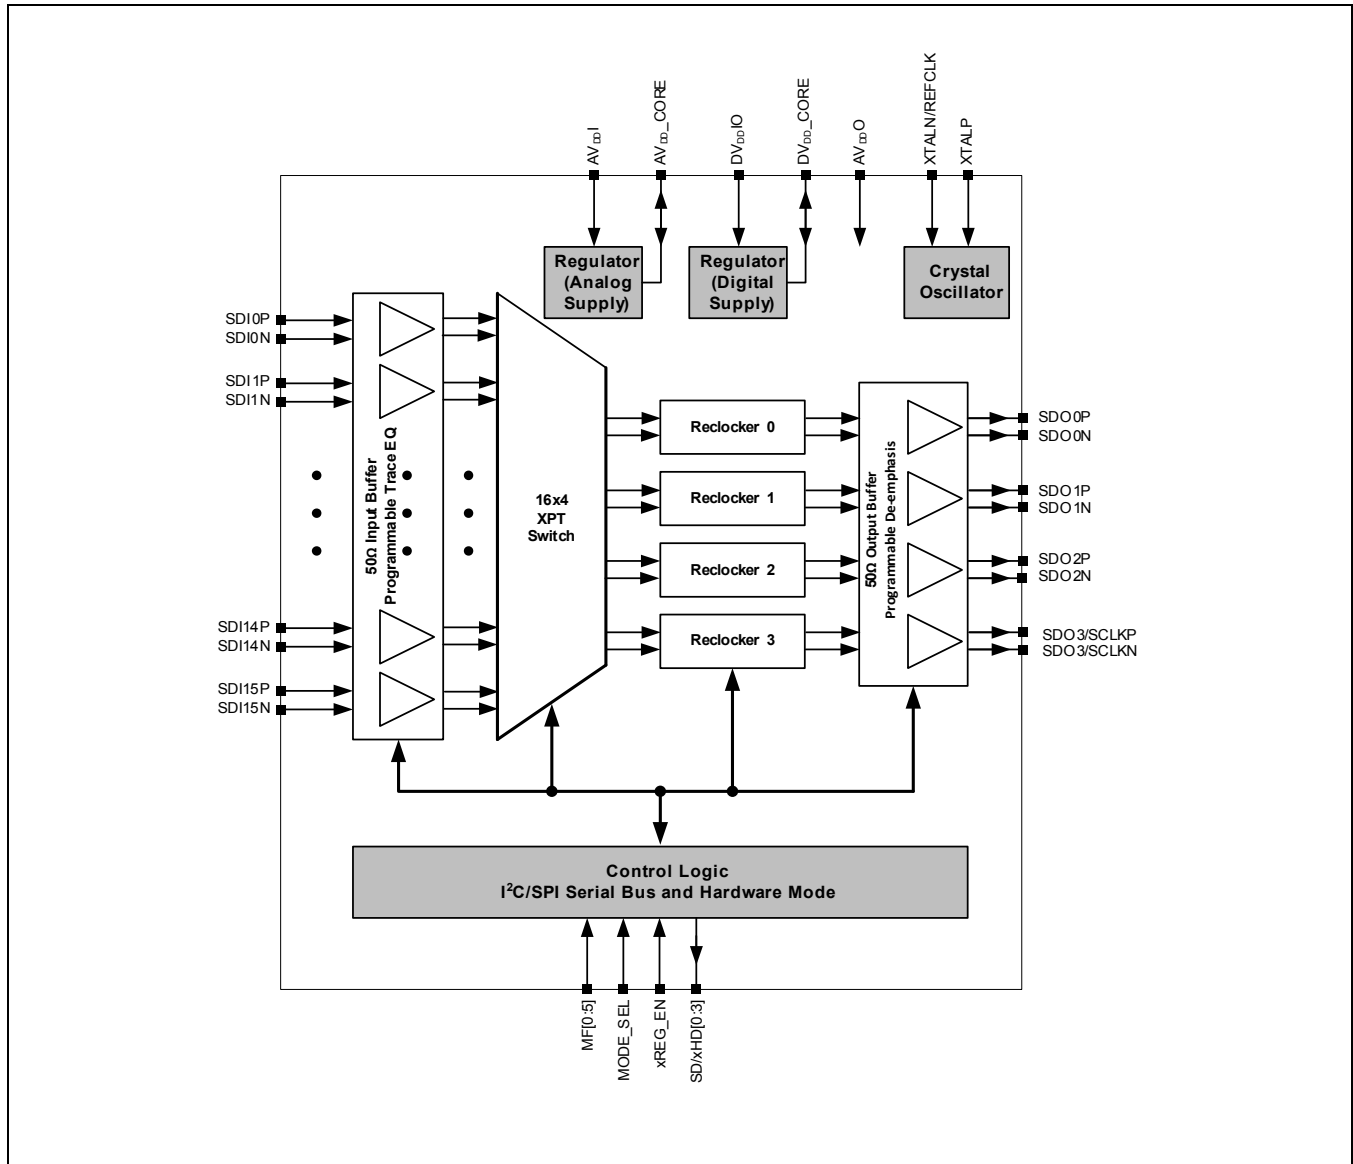 AVDDI
AVDD_CORE
DVDDIO
DVDD_CORE
AVDDO
XTALN/REFCLK
XTALP
Regulator
(Analog
Supply)
Regulator
(Digital
Supply)
Crystal
Oscillator
SDI0P
SDI0N
SDI1P
SDI1N
SDI14P
SDI14N
SDI15P
SDI15N
50Ω Input Buffer
Programmable Trace EQ
16x4
XPT
Switch
Reclocker 0
Reclocker 1
Reclocker 2
Reclocker 3
50Ω Output Buffer
Programmable De-emphasis
SDO0P
SDO0N
SDO1P
SDO1N
SDO2P
SDO2N
SDO3/SCLKP
SDO3/SCLKN
Control Logic
I²C/SPI Serial Bus and Hardware Mode
MF[0:5]
MODE_SEL
xREG_EN
SD/xHD[0:3]